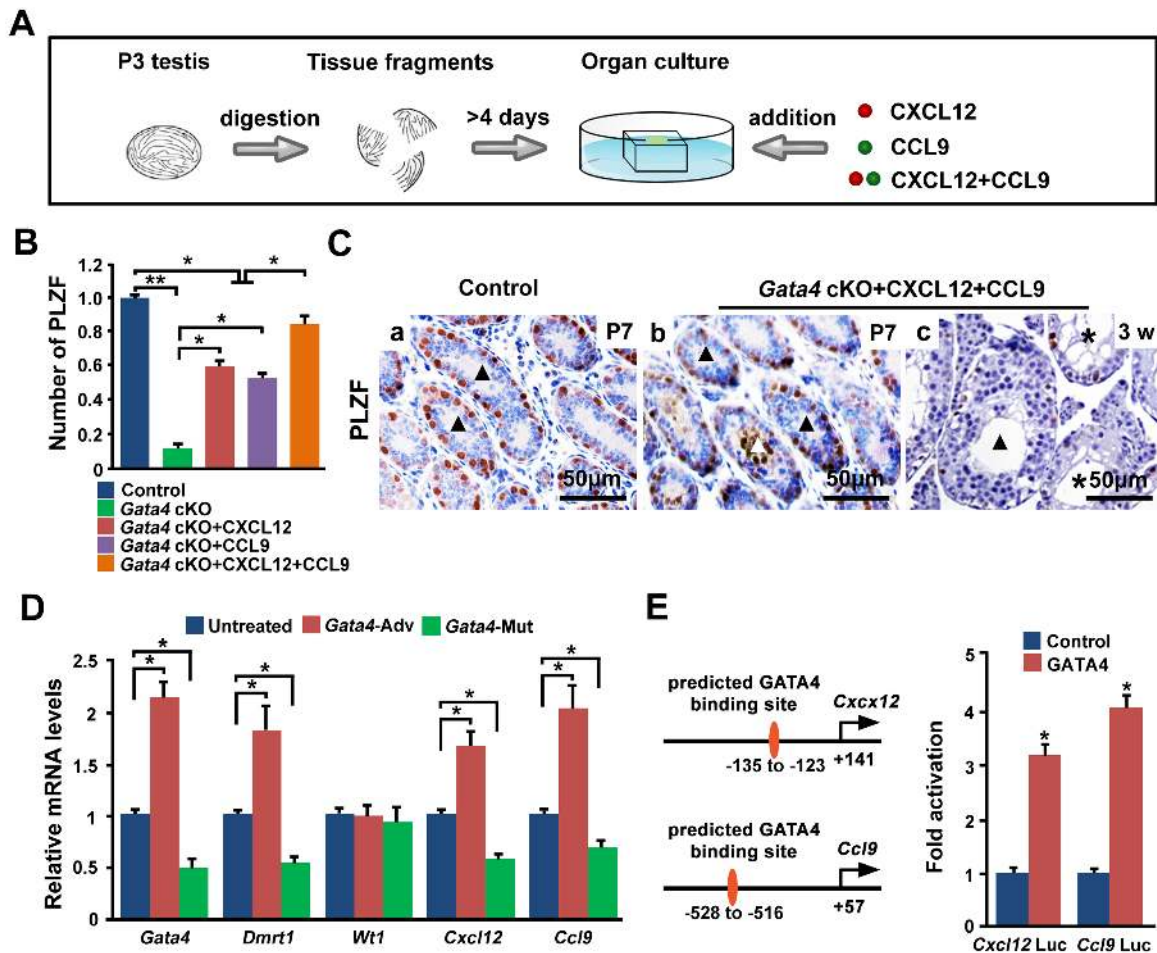 A
P3 testis
Tissue fragments
Organ culture
digestion
>4 days
addition
CXCL12
CCL9
CXCL12+CCL9
B
Number of PLZF
1.2
1.0
0.8
0.6
0.4
0.2
0
*
*
**
*
*
Control
Gata4 cKO
Gata4 cKO+CXCL12
Gata4 cKO+CCL9
Gata4 cKO+CXCL12+CCL9
C
Control
Gata4 cKO+CXCL12+CCL9
PLZF
a
P7
50μm
b
P7
50μm
c
3 w
*
*
50μm
D
Untreated
Gata4-Adv
Gata4-Mut
Relative mRNA levels
2.5
2
1.5
1
0.5
0
*
*
*
*
*
*
*
*
Gata4
Dmrt1
Wt1
Cxcl12
Ccl9
E
predicted GATA4
binding site
Cxcx12
-135 to -123
+141
predicted GATA4
binding site
Ccl9
-528 to -516
+57
Control
GATA4
Fold activation
5
4
3
2
1
0
*
*
Cxcl12 Luc
Ccl9 Luc